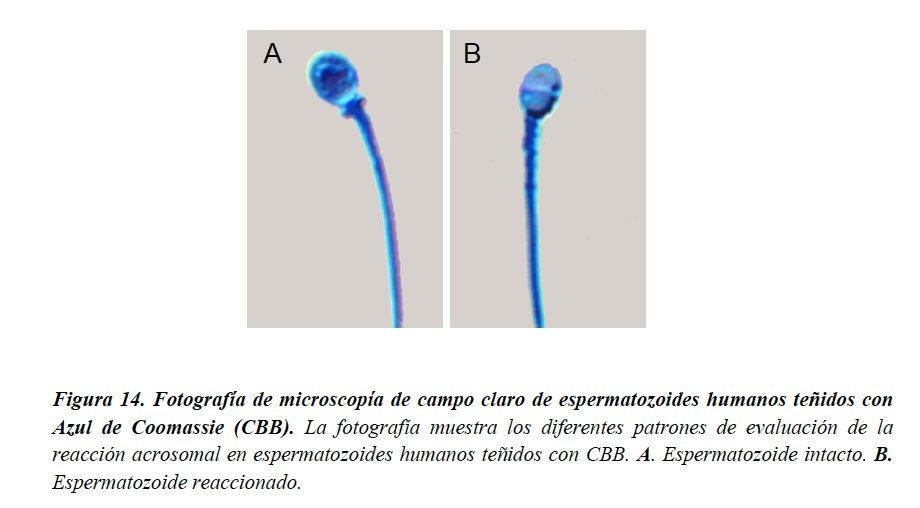 A
B
Figura 14. Fotografía de microscopía de campo claro de espermatozoides humanos teñidos con
Azul de Coomassie (CBB). La fotografía muestra los diferentes patrones de evaluación de la
reacción acrosomal en espermatozoides humanos teñidos con CBB. A. Espermatozoide intacto. B.
Espermatozoide reaccionado.